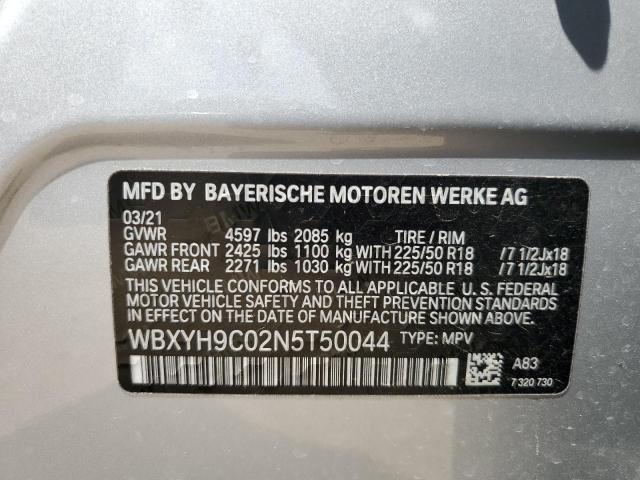 MFD BY BAYERISCHE MOTOREN WERKE AG
03/21
GVWR 4597 lbs 2085 kg TIRE / RIM
GAWR FRONT 2425 lbs 1100 kg WITH 225/50 R18 /7 1/2Jx18
GAWR REAR 2271 lbs 1030 kg WITH 225/50 R18 /7 1/2Jx18
THIS VEHICLE CONFORMS TO ALL APPLICABLE U. S. FEDERAL
MOTOR VEHICLE SAFETY AND THEFT PREVENTION STANDARDS
IN EFFECT ON THE DATE OF MANUFACTURE SHOWN ABOVE.
WBXYH9C02N5T50044 TYPE: MPV
A83
7 320 730